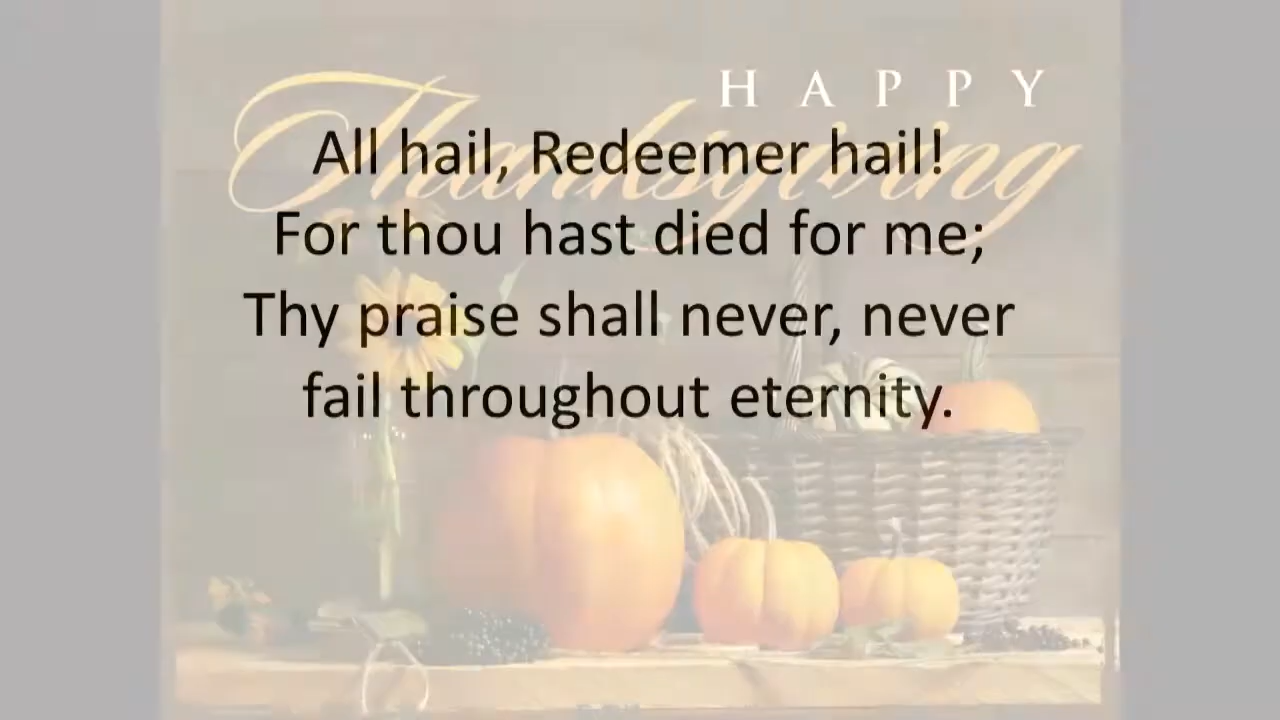 HAPPY
Thanksgiving
All hail, Redeemer hail!
For thou hast died for me;
Thy praise shall never, never
fail throughout eternity.